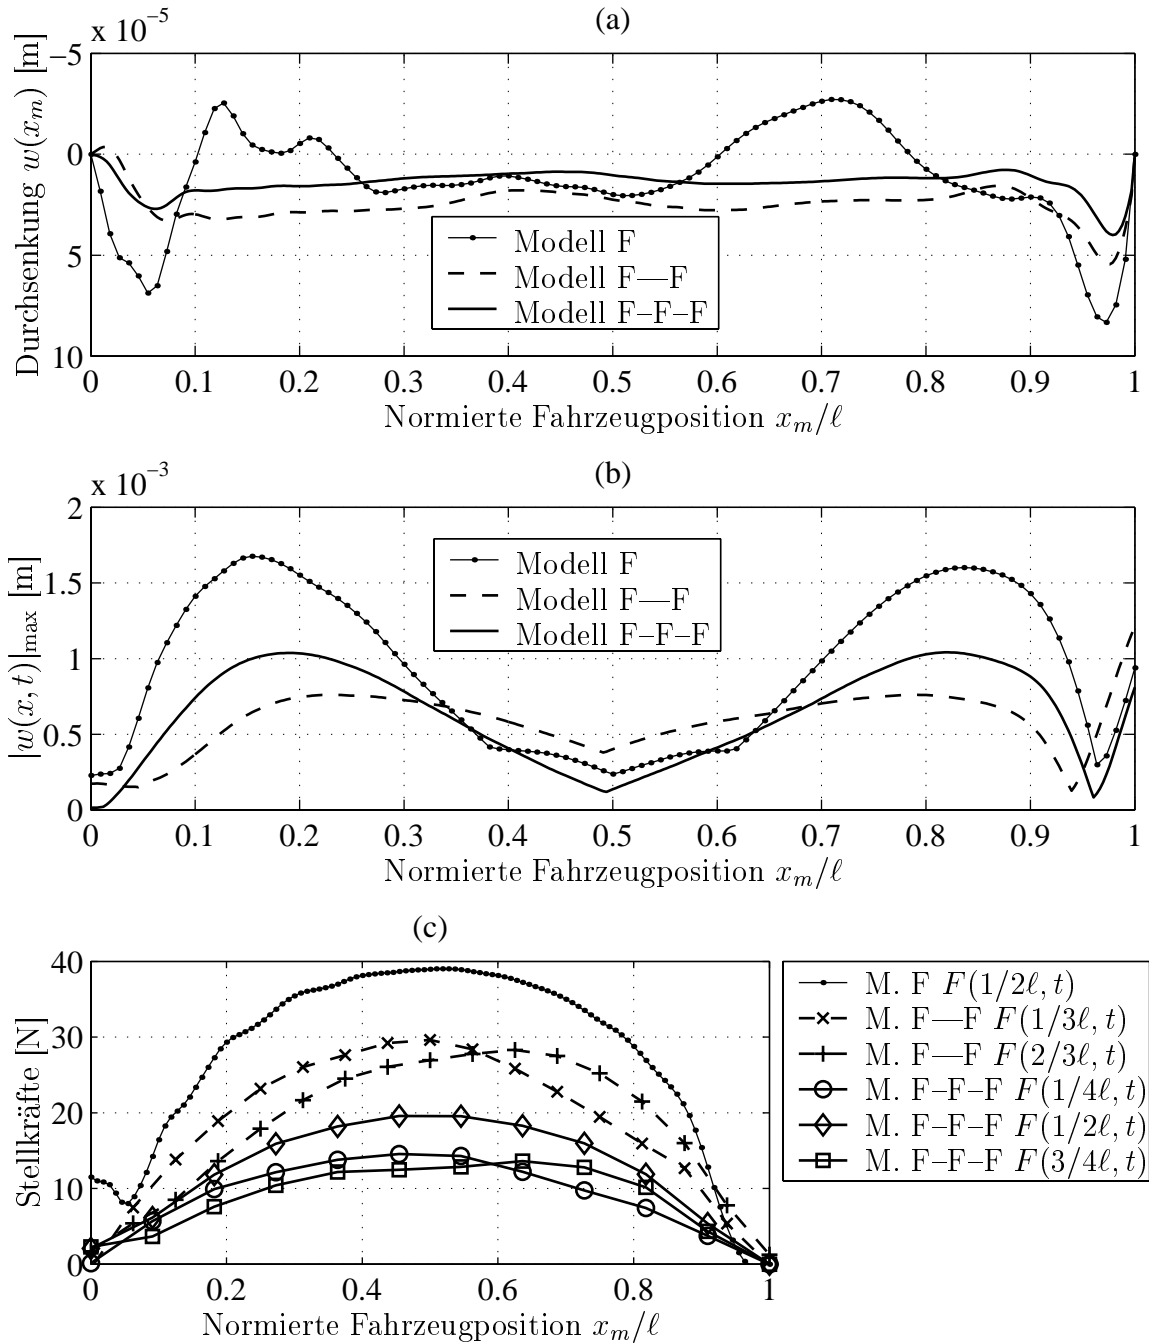 (a)
x 10⁻⁵
Durchsenkung w(x_m) [m]
−5
0
5
10
Modell F
Modell F—F
Modell F–F–F
0 0.1 0.2 0.3 0.4 0.5 0.6 0.7 0.8 0.9 1
Normierte Fahrzeugposition x_m/ℓ
(b)
x 10⁻³
|w(x, t)|max [m]
2
1.5
1
0.5
0
Modell F
Modell F—F
Modell F–F–F
0 0.1 0.2 0.3 0.4 0.5 0.6 0.7 0.8 0.9 1
Normierte Fahrzeugposition x_m/ℓ
(c)
Stellkräfte [N]
40
30
20
10
0
0 0.2 0.4 0.6 0.8 1
Normierte Fahrzeugposition x_m/ℓ
M. F F(1/2ℓ, t)
M. F—F F(1/3ℓ, t)
M. F—F F(2/3ℓ, t)
M. F–F–F F(1/4ℓ, t)
M. F–F–F F(1/2ℓ, t)
M. F–F–F F(3/4ℓ, t)